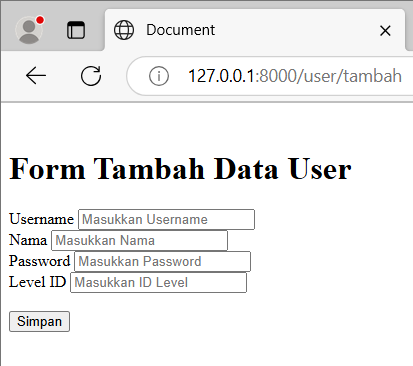 Document
127.0.0.1:8000/user/tambah
Form Tambah Data User
Username Masukkan Username
Nama Masukkan Nama
Password Masukkan Password
Level ID Masukkan ID Level
Simpan